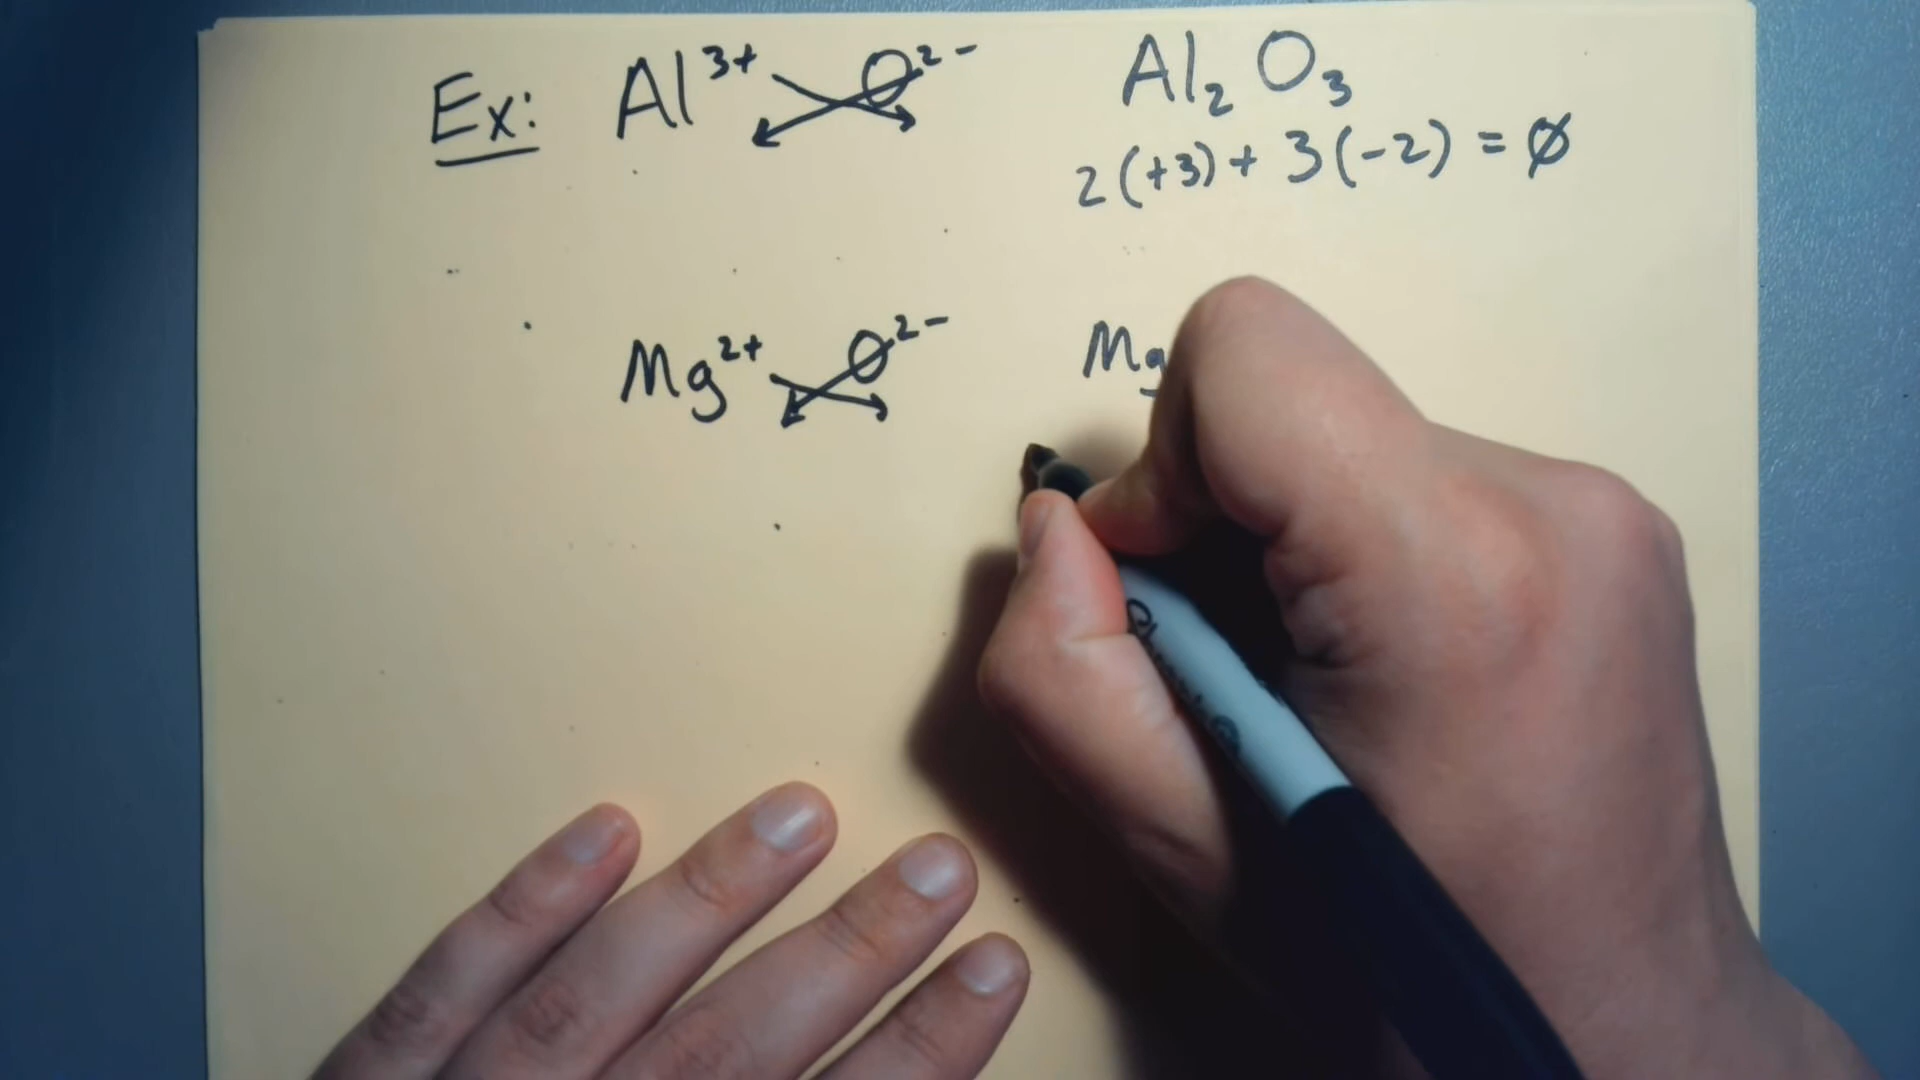 Ex: Al³⁺ O²⁻ Al₂O₃
2(+3)+3(-2)=∅
Mg²⁺ O²⁻ Mg